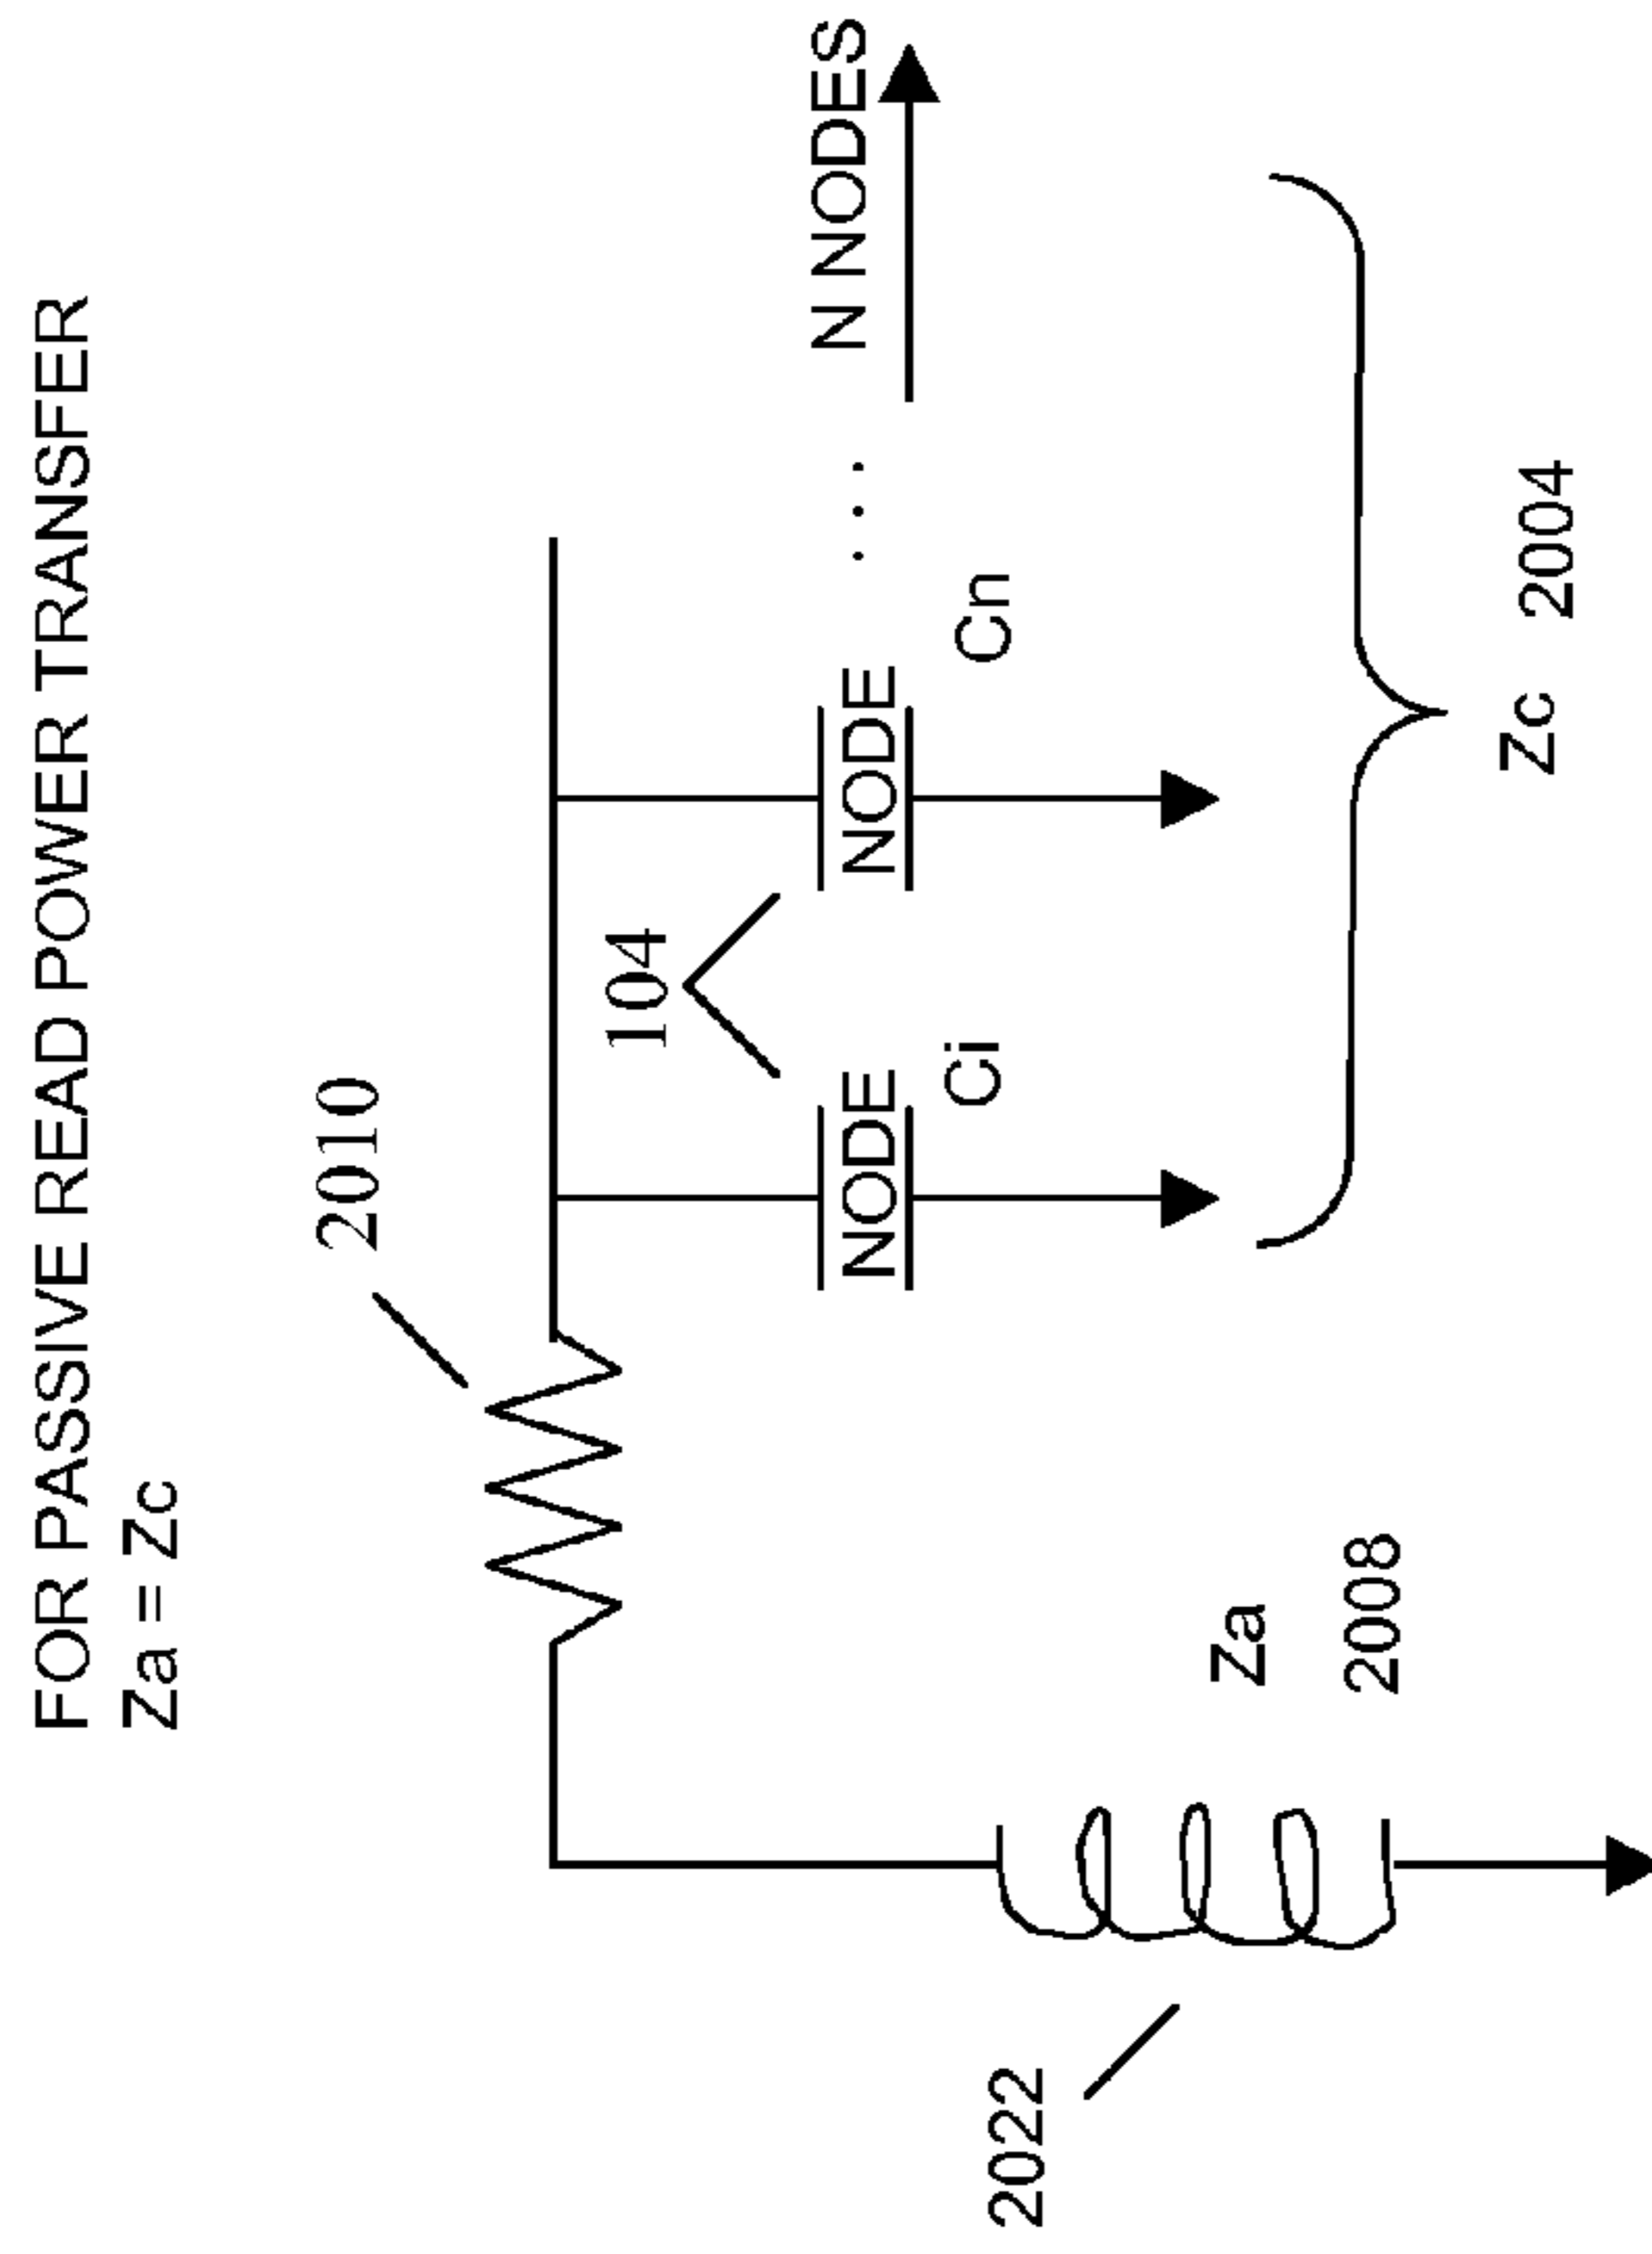 FOR PASSIVE READ POWER TRANSFER
Za = Zc
2010
104
N NODES
NODE
NODE
. . .
Ci
Cn
2022
Za
2008
Zc 2004